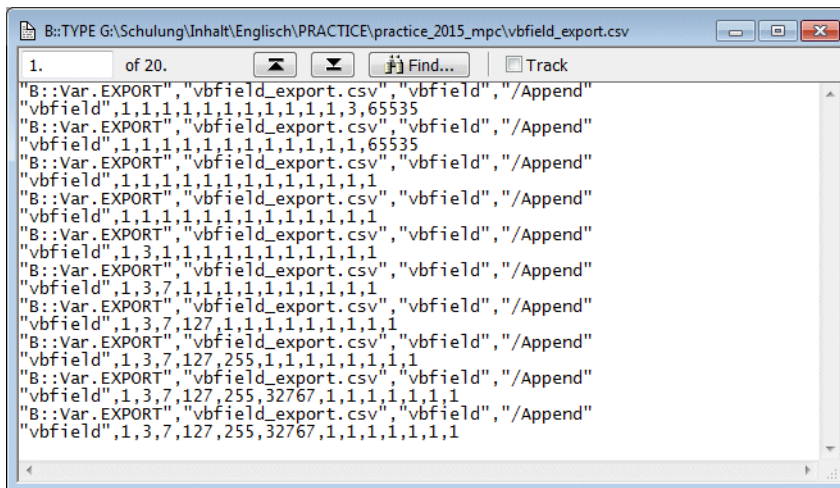 B::TYPE G:\Schulung\Inhalt\Englisch\PRACTICE\practice_2015_mpc\vbfield_export.csv
1. of 20. Find... Track
"B::Var.EXPORT","vbfield_export.csv","vbfield","/Append"
"vbfield",1,1,1,1,1,1,1,1,1,1,1,3,65535
"B::Var.EXPORT","vbfield_export.csv","vbfield","/Append"
"vbfield",1,1,1,1,1,1,1,1,1,1,1,1,65535
"B::Var.EXPORT","vbfield_export.csv","vbfield","/Append"
"vbfield",1,1,1,1,1,1,1,1,1,1,1,1,1
"B::Var.EXPORT","vbfield_export.csv","vbfield","/Append"
"vbfield",1,1,1,1,1,1,1,1,1,1,1,1,1
"B::Var.EXPORT","vbfield_export.csv","vbfield","/Append"
"vbfield",1,3,1,1,1,1,1,1,1,1,1,1,1
"B::Var.EXPORT","vbfield_export.csv","vbfield","/Append"
"vbfield",1,3,7,1,1,1,1,1,1,1,1,1,1
"B::Var.EXPORT","vbfield_export.csv","vbfield","/Append"
"vbfield",1,3,7,127,1,1,1,1,1,1,1,1,1
"B::Var.EXPORT","vbfield_export.csv","vbfield","/Append"
"vbfield",1,3,7,127,255,1,1,1,1,1,1,1,1
"B::Var.EXPORT","vbfield_export.csv","vbfield","/Append"
"vbfield",1,3,7,127,255,32767,1,1,1,1,1,1,1
"B::Var.EXPORT","vbfield_export.csv","vbfield","/Append"
"vbfield",1,3,7,127,255,32767,1,1,1,1,1,1,1